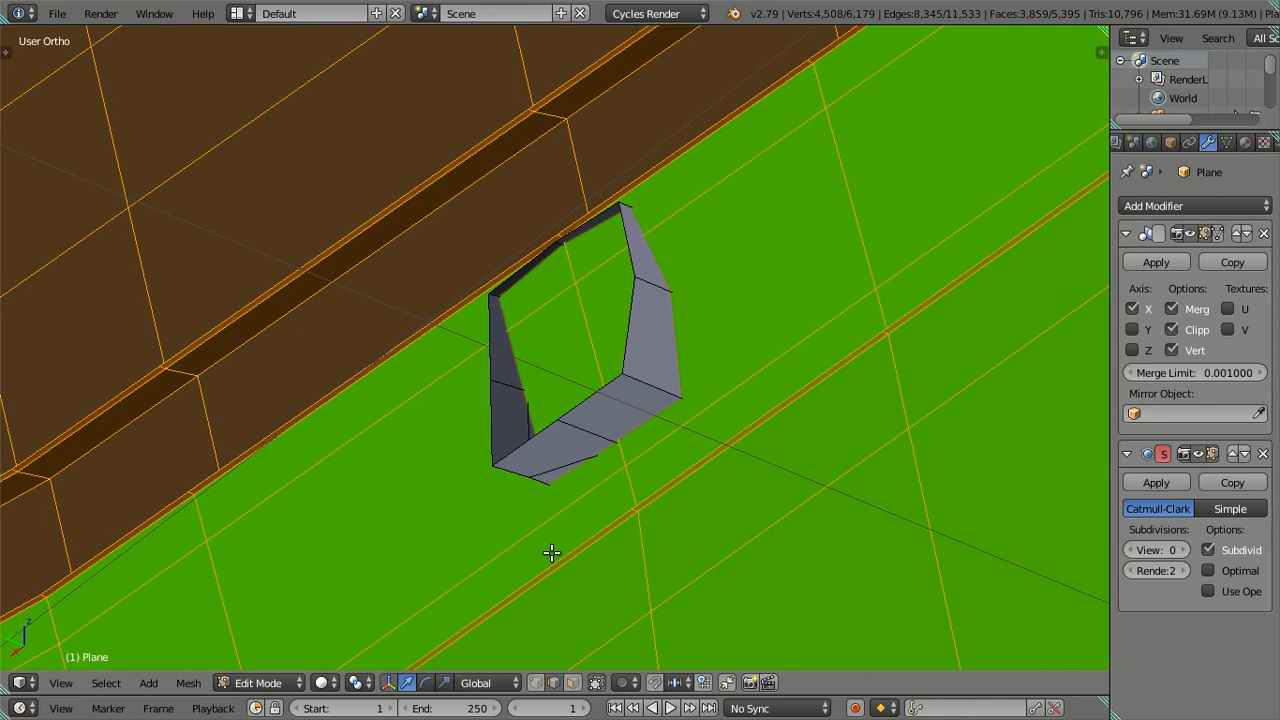 File Render Window Help Default Scene Cycles Render v2.79 | Verts:4,508/6,179 | Edges:8,345/11,533 | Faces:3,859/5,395 | Tris:10,796 | Mem:31.69M (9.13M) | Pla
User Ortho
View Search All Sc
Scene
RenderL
World
Plane
Add Modifier
Apply Copy
Axis: Options: Textures:
X Merg U
Y Clipp V
Z Vert
Merge Limit: 0.001000
Mirror Object:
S
Apply Copy
Catmull-Clark Simple
Subdivisions: Options:
View: 0 Subdivid
Rende:2 Optimal
Use Ope
z
(1) Plane
View Select Add Mesh Edit Mode Global
View Marker Frame Playback Start: 1 End: 250 1 No Sync